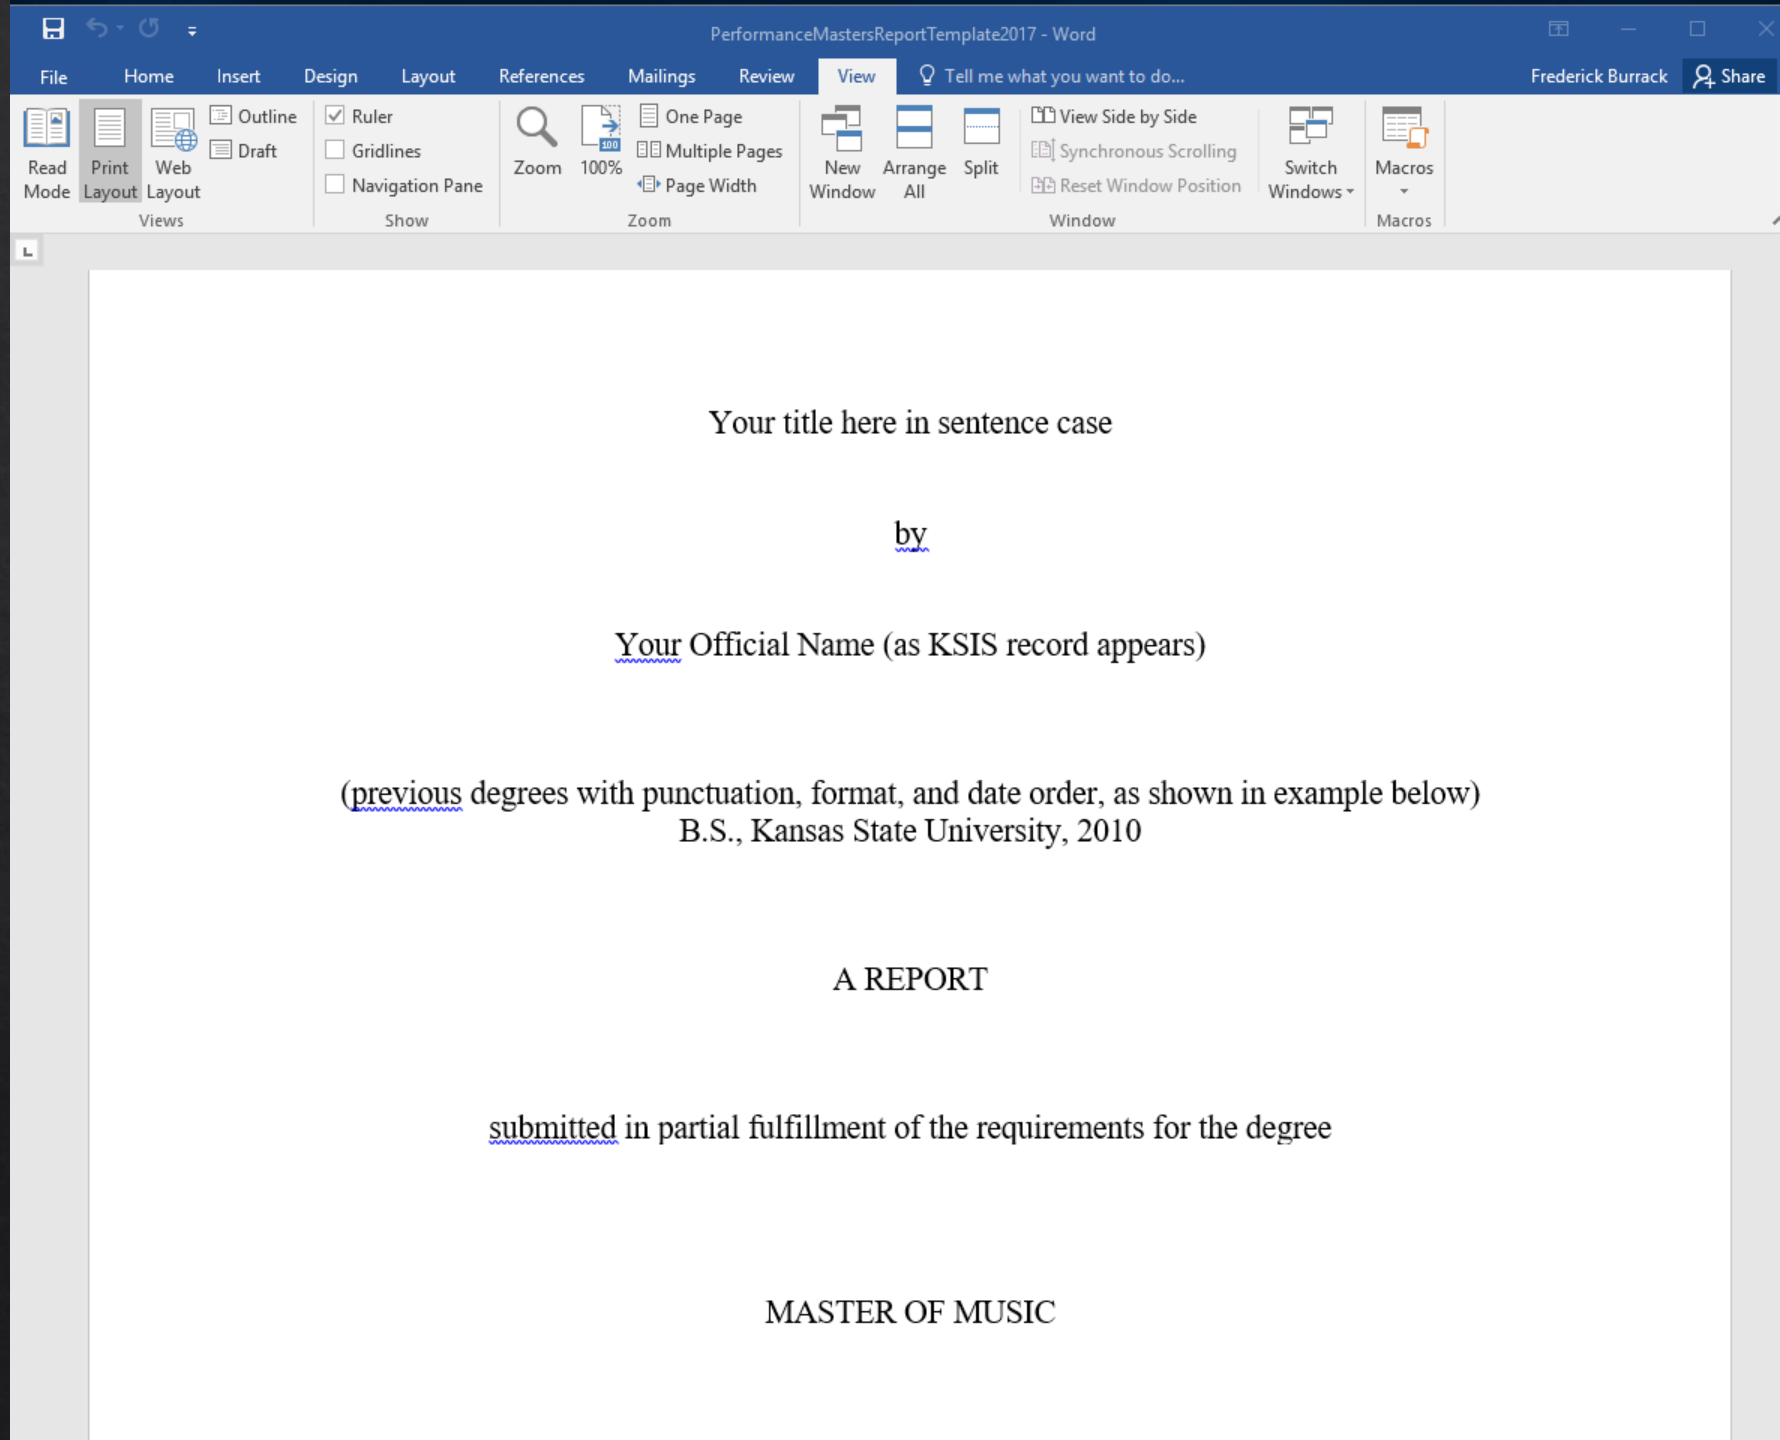 PerformanceMastersReportTemplate2017 - Word
File Home Insert Design Layout References Mailings Review View Tell me what you want to do... Frederick Burrack Share
Read Mode
Print Layout
Web Layout
Outline
Draft
Views
Ruler
Gridlines
Navigation Pane
Show
Zoom
100
100%
One Page
Multiple Pages
Page Width
Zoom
New Window
Arrange All
Split
View Side by Side
Synchronous Scrolling
Reset Window Position
Switch Windows
Window
Macros
Macros
Your title here in sentence case
by
Your Official Name (as KSIS record appears)
(previous degrees with punctuation, format, and date order, as shown in example below)
B.S., Kansas State University, 2010
A REPORT
submitted in partial fulfillment of the requirements for the degree
MASTER OF MUSIC